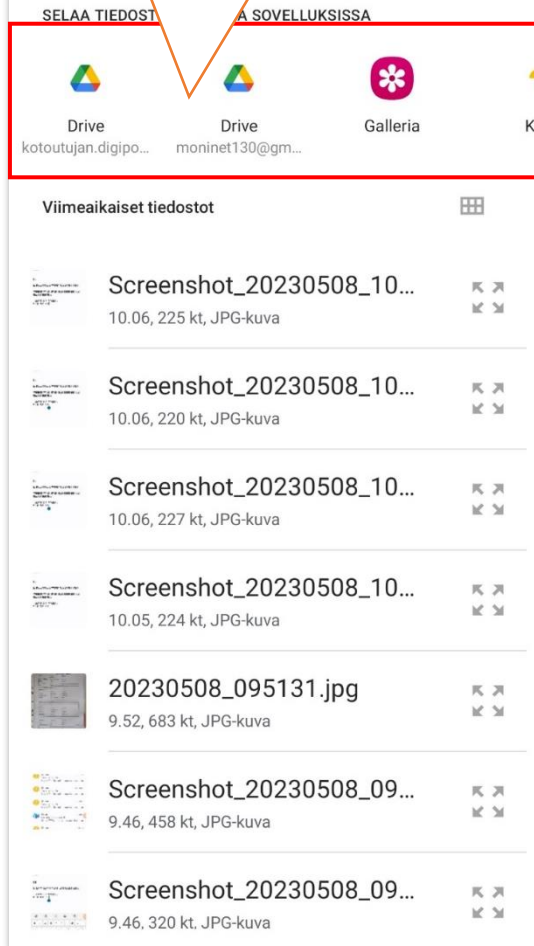 SELAA TIEDOST A SOVELLUKSISSA
Drive Drive Galleria K
kotoutujan.digipo... moninet130@gm...
Viimeaikaiset tiedostot
Screenshot_20230508_10...
10.06, 225 kt, JPG-kuva
Screenshot_20230508_10...
10.06, 220 kt, JPG-kuva
Screenshot_20230508_10...
10.06, 227 kt, JPG-kuva
Screenshot_20230508_10...
10.05, 224 kt, JPG-kuva
20230508_095131.jpg
9.52, 683 kt, JPG-kuva
Screenshot_20230508_09...
9.46, 458 kt, JPG-kuva
Screenshot_20230508_09...
9.46, 320 kt, JPG-kuva